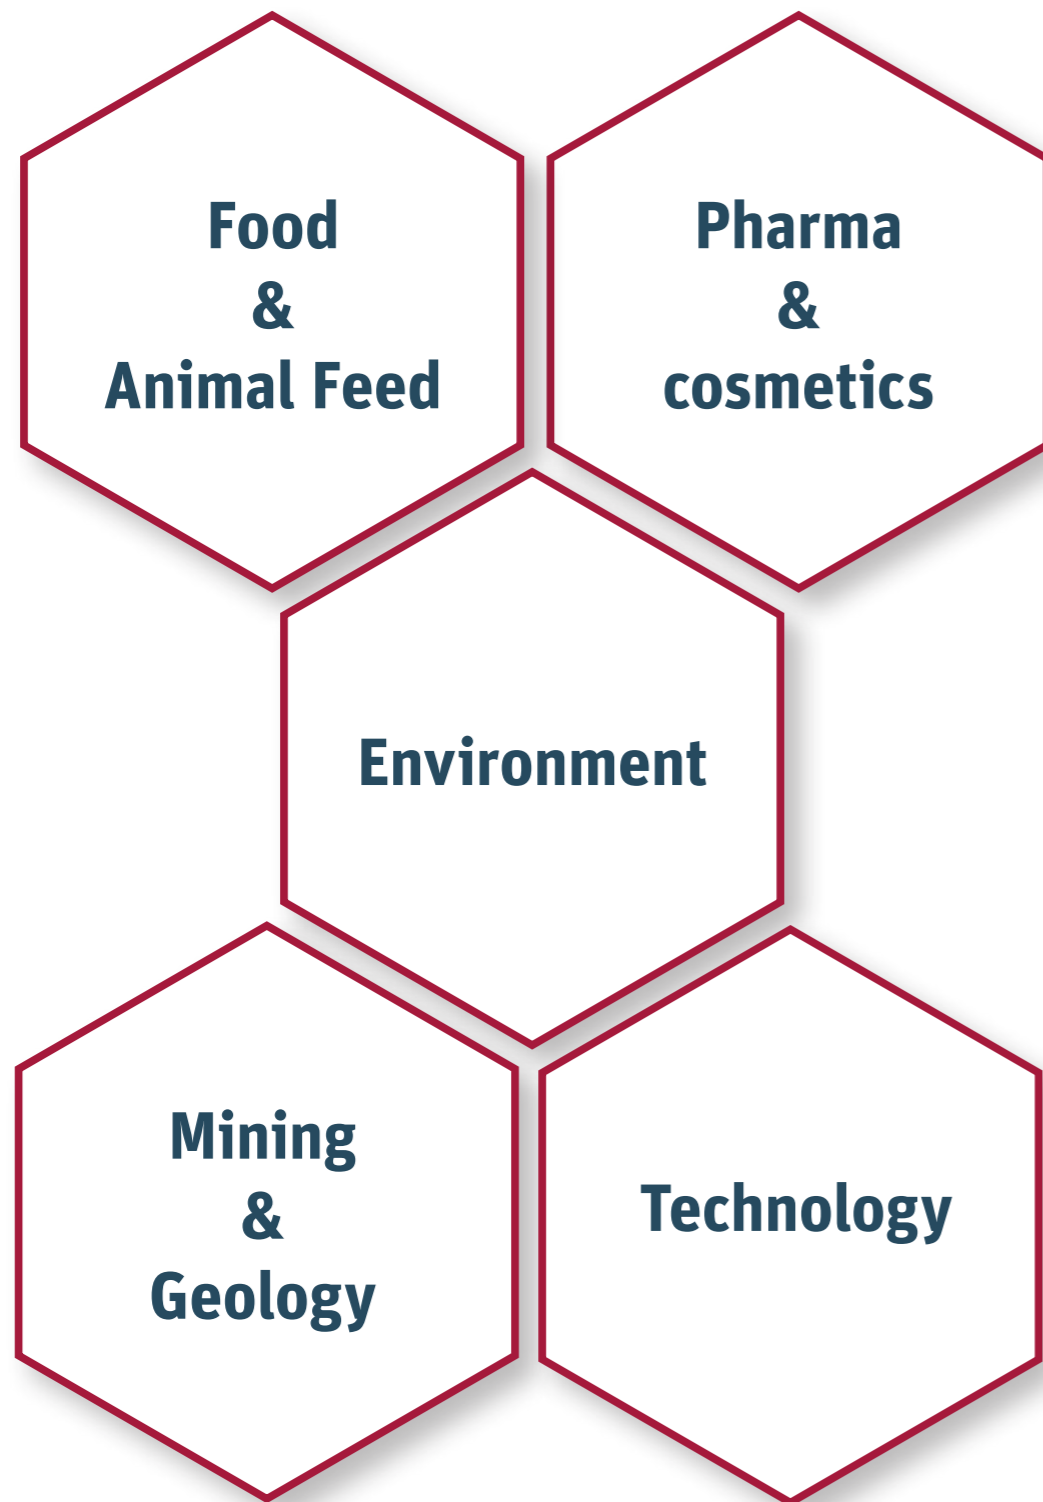 Food
&
Animal Feed
Pharma
&
cosmetics
Environment
Mining
&
Geology
Technology